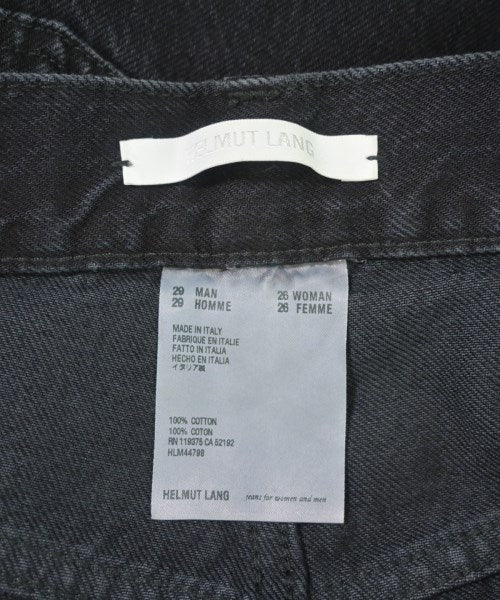 HELMUT LANG
29 MAN 26 WOMAN
29 HOMME 26 FEMME
MADE IN ITALY
FABRIQUE EN ITALIE
FATTO IN ITALIA
HECHO EN ITALIA
イタリア製
100% COTTON
100% COTTON
RN 119375 CA 52192
HLM44798
HELMUT LANG jeans for women and men